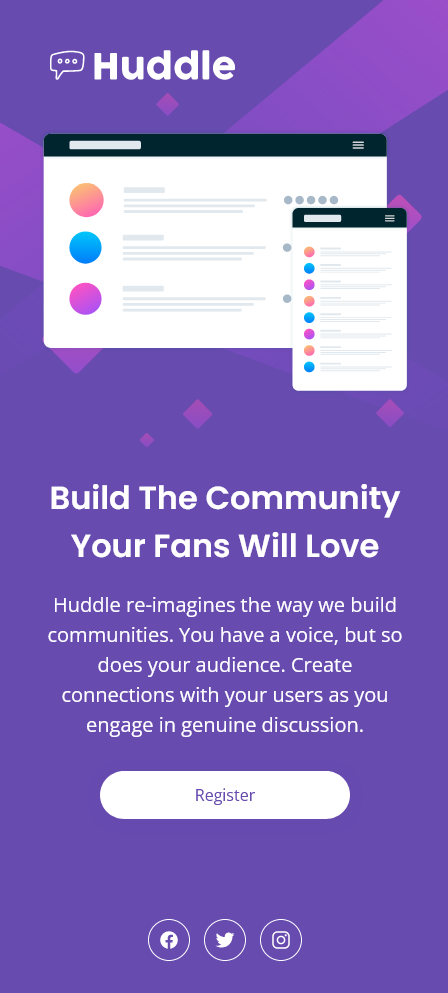 Huddle
Build The Community
Your Fans Will Love
Huddle re-imagines the way we build
communities. You have a voice, but so
does your audience. Create
connections with your users as you
engage in genuine discussion.
Register